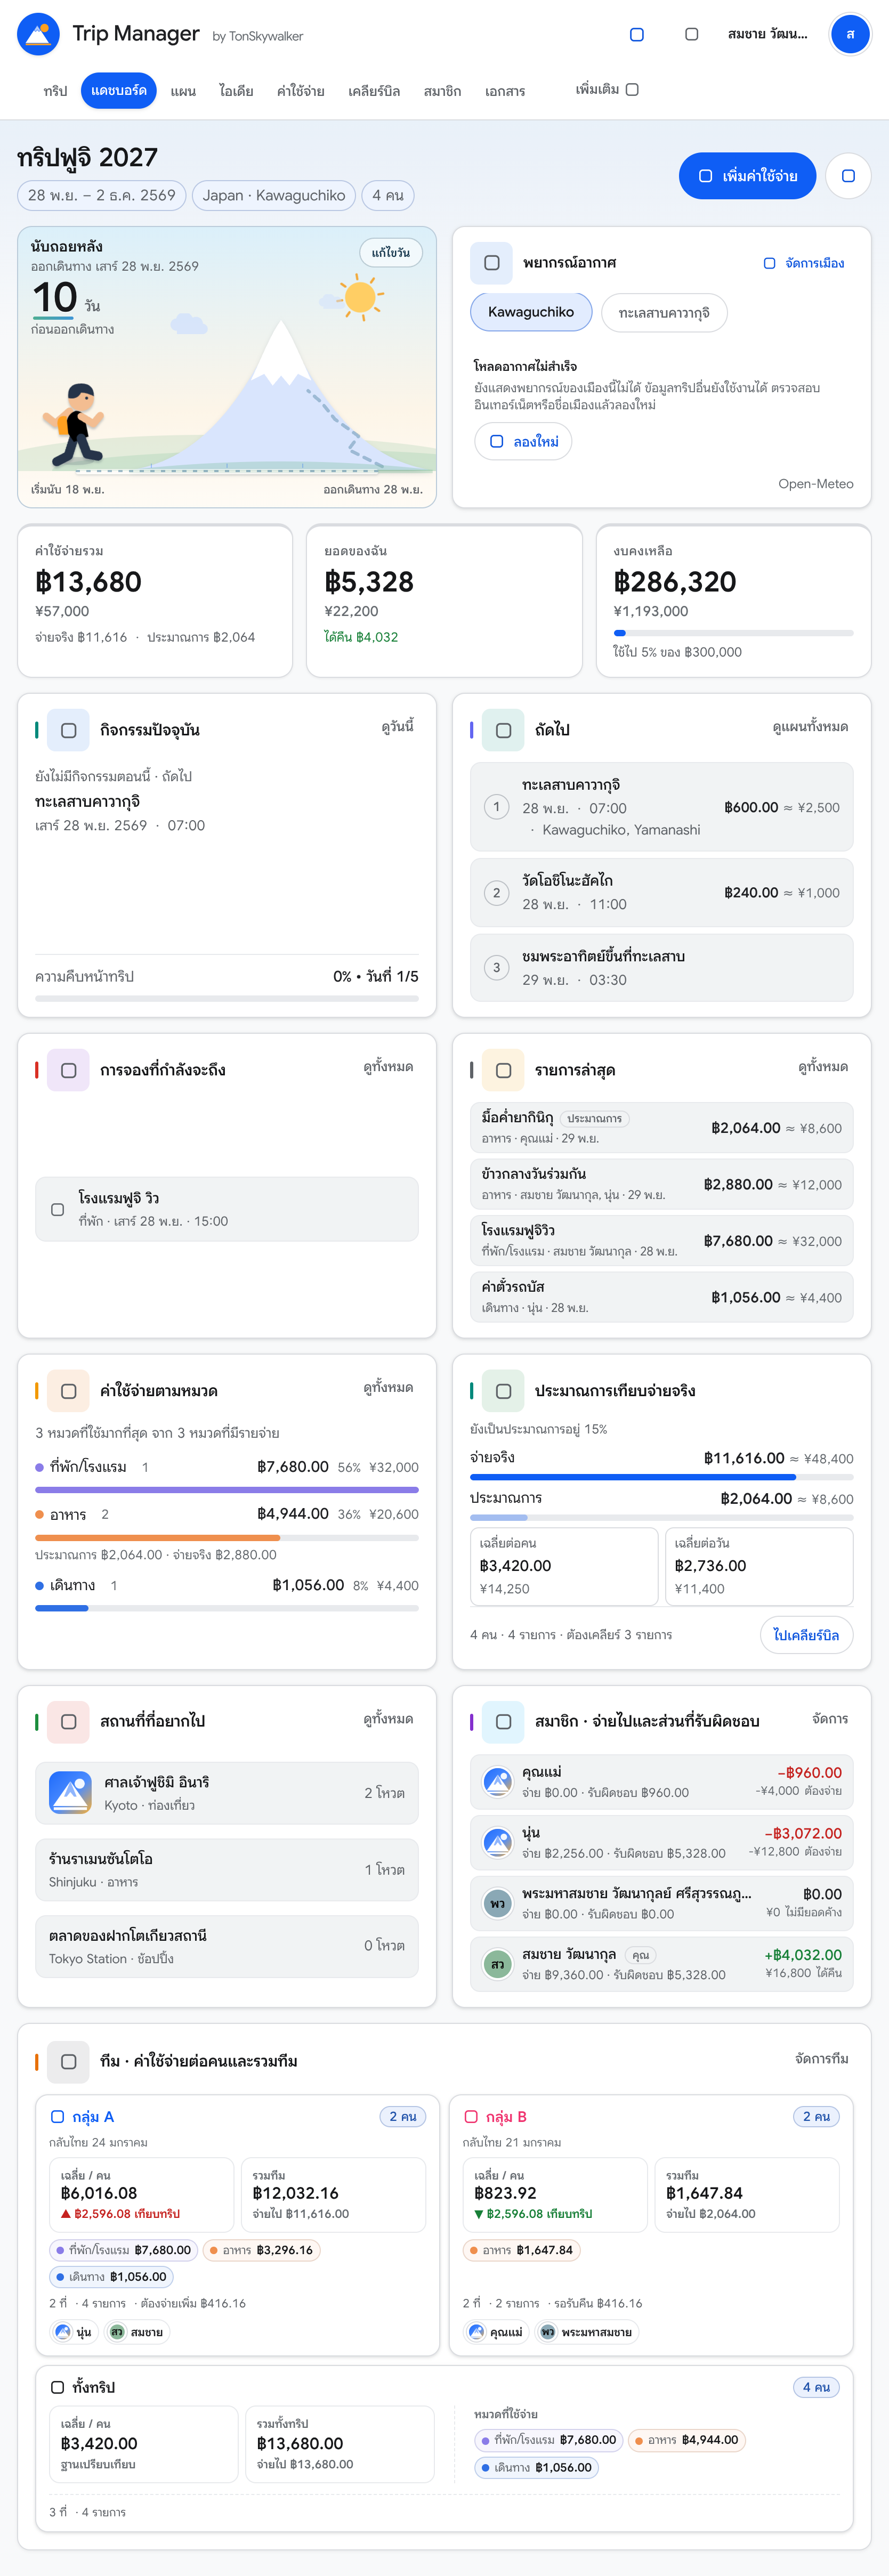 Trip Manager by TonSkywalker
สมชาย วัฒน... ส
ทริป แดชบอร์ด แผน ไอเดีย ค่าใช้จ่าย เคลียร์บิล สมาชิก เอกสาร เพิ่มเติม
ทริปฟูจิ 2027
28 พ.ย. – 2 ธ.ค. 2569 Japan · Kawaguchiko 4 คน
เพิ่มค่าใช้จ่าย
นับถอยหลัง
ออกเดินทาง เสาร์ 28 พ.ย. 2569
แก้ไขวัน
10 วัน
ก่อนออกเดินทาง
เริ่มนับ 18 พ.ย. ออกเดินทาง 28 พ.ย.
พยากรณ์อากาศ จัดการเมือง
Kawaguchiko ทะเลสาบคาวากุจิ
โหลดอากาศไม่สำเร็จ
ยังแสดงพยากรณ์ของเมืองนี้ไม่ได้ ข้อมูลทริปอื่นยังใช้งานได้ ตรวจสอบ
อินเทอร์เน็ตหรือชื่อเมืองแล้วลองใหม่
ลองใหม่
Open-Meteo
ค่าใช้จ่ายรวม
฿13,680
¥57,000
จ่ายจริง ฿11,616 · ประมาณการ ฿2,064
ยอดของฉัน
฿5,328
¥22,200
ได้คืน ฿4,032
งบคงเหลือ
฿286,320
¥1,193,000
ใช้ไป 5% ของ ฿300,000
กิจกรรมปัจจุบัน ดูวันนี้
ยังไม่มีกิจกรรมตอนนี้ · ถัดไป
ทะเลสาบคาวากุจิ
เสาร์ 28 พ.ย. 2569 · 07:00
ความคืบหน้าทริป 0% • วันที่ 1/5
ถัดไป ดูแผนทั้งหมด
1 ทะเลสาบคาวากุจิ
28 พ.ย. · 07:00
· Kawaguchiko, Yamanashi
฿600.00 ≈ ¥2,500
2 วัดโอชิโนะฮัคไก
28 พ.ย. · 11:00
฿240.00 ≈ ¥1,000
3 ชมพระอาทิตย์ขึ้นที่ทะเลสาบ
29 พ.ย. · 03:30
การจองที่กำลังจะถึง ดูทั้งหมด
โรงแรมฟูจิ วิว
ที่พัก · เสาร์ 28 พ.ย. · 15:00
รายการล่าสุด ดูทั้งหมด
มื้อค่ำยากินิกุ ประมาณการ
อาหาร · คุณแม่ · 29 พ.ย.
฿2,064.00 ≈ ¥8,600
ข้าวกลางวันร่วมกัน
อาหาร · สมชาย วัฒนากุล, นุ่น · 29 พ.ย.
฿2,880.00 ≈ ¥12,000
โรงแรมฟูจิวิว
ที่พัก/โรงแรม · สมชาย วัฒนากุล · 28 พ.ย.
฿7,680.00 ≈ ¥32,000
ค่าตั๋วรถบัส
เดินทาง · นุ่น · 28 พ.ย.
฿1,056.00 ≈ ¥4,400
ค่าใช้จ่ายตามหมวด ดูทั้งหมด
3 หมวดที่ใช้มากที่สุด จาก 3 หมวดที่มีรายจ่าย
ที่พัก/โรงแรม 1 ฿7,680.00 56% ¥32,000
อาหาร 2 ฿4,944.00 36% ¥20,600
ประมาณการ ฿2,064.00 · จ่ายจริง ฿2,880.00
เดินทาง 1 ฿1,056.00 8% ¥4,400
ประมาณการเทียบจ่ายจริง
ยังเป็นประมาณการอยู่ 15%
จ่ายจริง ฿11,616.00 ≈ ¥48,400
ประมาณการ ฿2,064.00 ≈ ¥8,600
เฉลี่ยต่อคน
฿3,420.00
¥14,250
เฉลี่ยต่อวัน
฿2,736.00
¥11,400
4 คน · 4 รายการ · ต้องเคลียร์ 3 รายการ ไปเคลียร์บิล
สถานที่ที่อยากไป ดูทั้งหมด
ศาลเจ้าฟูชิมิ อินาริ
Kyoto · ท่องเที่ยว
2 โหวต
ร้านราเมนซันโตโอ
Shinjuku · อาหาร
1 โหวต
ตลาดของฝากโตเกียวสถานี
Tokyo Station · ช้อปปิ้ง
0 โหวต
สมาชิก · จ่ายไปและส่วนที่รับผิดชอบ จัดการ
คุณแม่ −฿960.00
จ่าย ฿0.00 · รับผิดชอบ ฿960.00 -¥4,000 ต้องจ่าย
นุ่น −฿3,072.00
จ่าย ฿2,256.00 · รับผิดชอบ ฿5,328.00 -¥12,800 ต้องจ่าย
พว พระมหาสมชาย วัฒนากุลย์ ศรีสุวรรณภู... ฿0.00
จ่าย ฿0.00 · รับผิดชอบ ฿0.00 ¥0 ไม่มียอดค้าง
สว สมชาย วัฒนากุล คุณ +฿4,032.00
จ่าย ฿9,360.00 · รับผิดชอบ ฿5,328.00 ¥16,800 ได้คืน
ทีม · ค่าใช้จ่ายต่อคนและรวมทีม จัดการทีม
กลุ่ม A 2 คน
กลับไทย 24 มกราคม
เฉลี่ย / คน
฿6,016.08
▲ ฿2,596.08 เทียบทริป
รวมทีม
฿12,032.16
จ่ายไป ฿11,616.00
ที่พัก/โรงแรม ฿7,680.00 อาหาร ฿3,296.16
เดินทาง ฿1,056.00
2 ที่ · 4 รายการ · ต้องจ่ายเพิ่ม ฿416.16
นุ่น สว สมชาย
กลุ่ม B 2 คน
กลับไทย 21 มกราคม
เฉลี่ย / คน
฿823.92
▼ ฿2,596.08 เทียบทริป
รวมทีม
฿1,647.84
จ่ายไป ฿2,064.00
อาหาร ฿1,647.84
2 ที่ · 2 รายการ · รอรับคืน ฿416.16
คุณแม่ พว พระมหาสมชาย
ทั้งทริป 4 คน
เฉลี่ย / คน
฿3,420.00
ฐานเปรียบเทียบ
รวมทั้งทริป
฿13,680.00
จ่ายไป ฿13,680.00
หมวดที่ใช้จ่าย
ที่พัก/โรงแรม ฿7,680.00 อาหาร ฿4,944.00
เดินทาง ฿1,056.00
3 ที่ · 4 รายการ